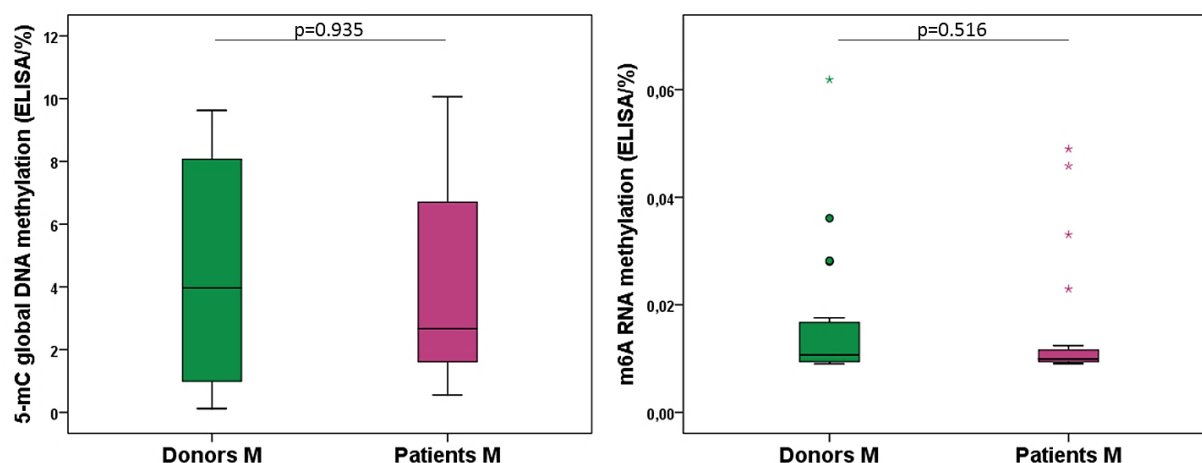 5-mC global DNA methylation (ELISA/%)
12
10
8
6
4
2
0
p=0.935
Donors M
Patients M
m6A RNA methylation (ELISA/%)
0,06
0,04
0,02
0,00
p=0.516
Donors M
Patients M